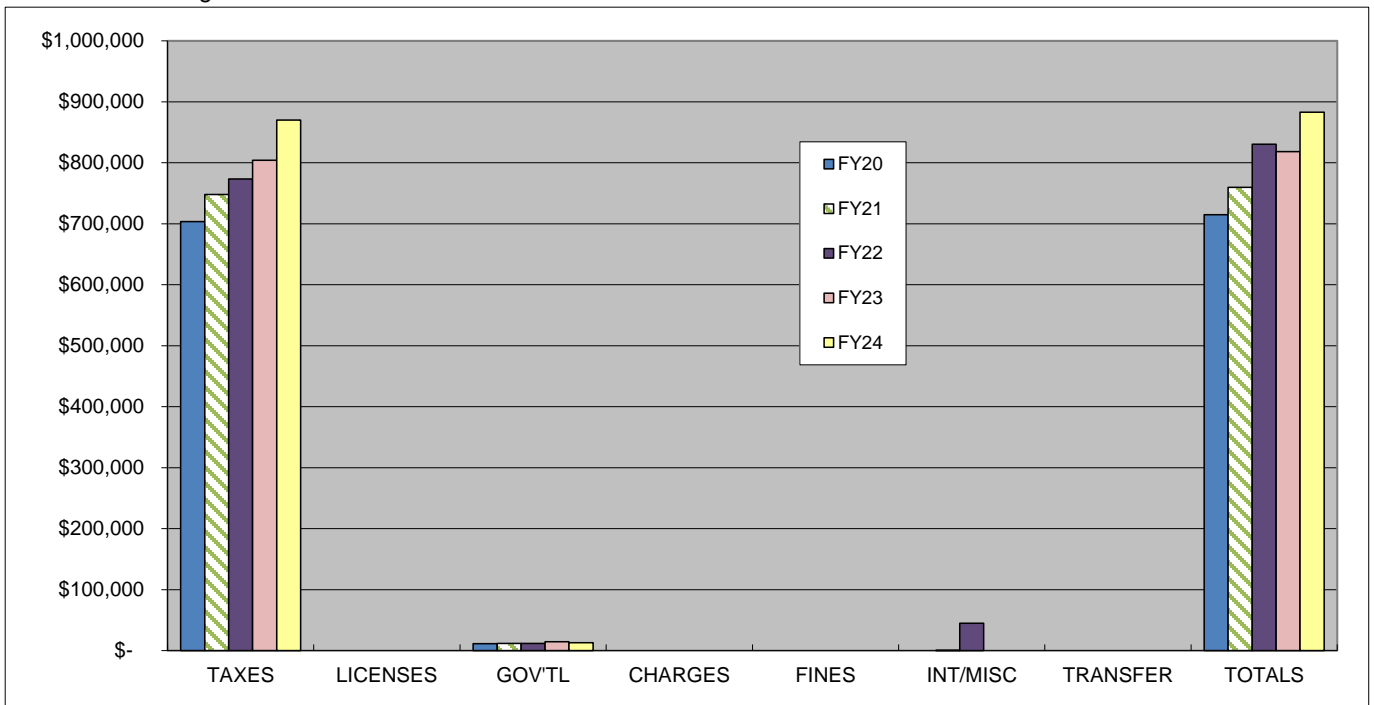 $1,000,000
$900,000
$800,000
$700,000
$600,000
$500,000
$400,000
$300,000
$200,000
$100,000
$-
FY20
FY21
FY22
FY23
FY24
TAXES LICENSES GOV'TL CHARGES FINES INT/MISC TRANSFER TOTALS